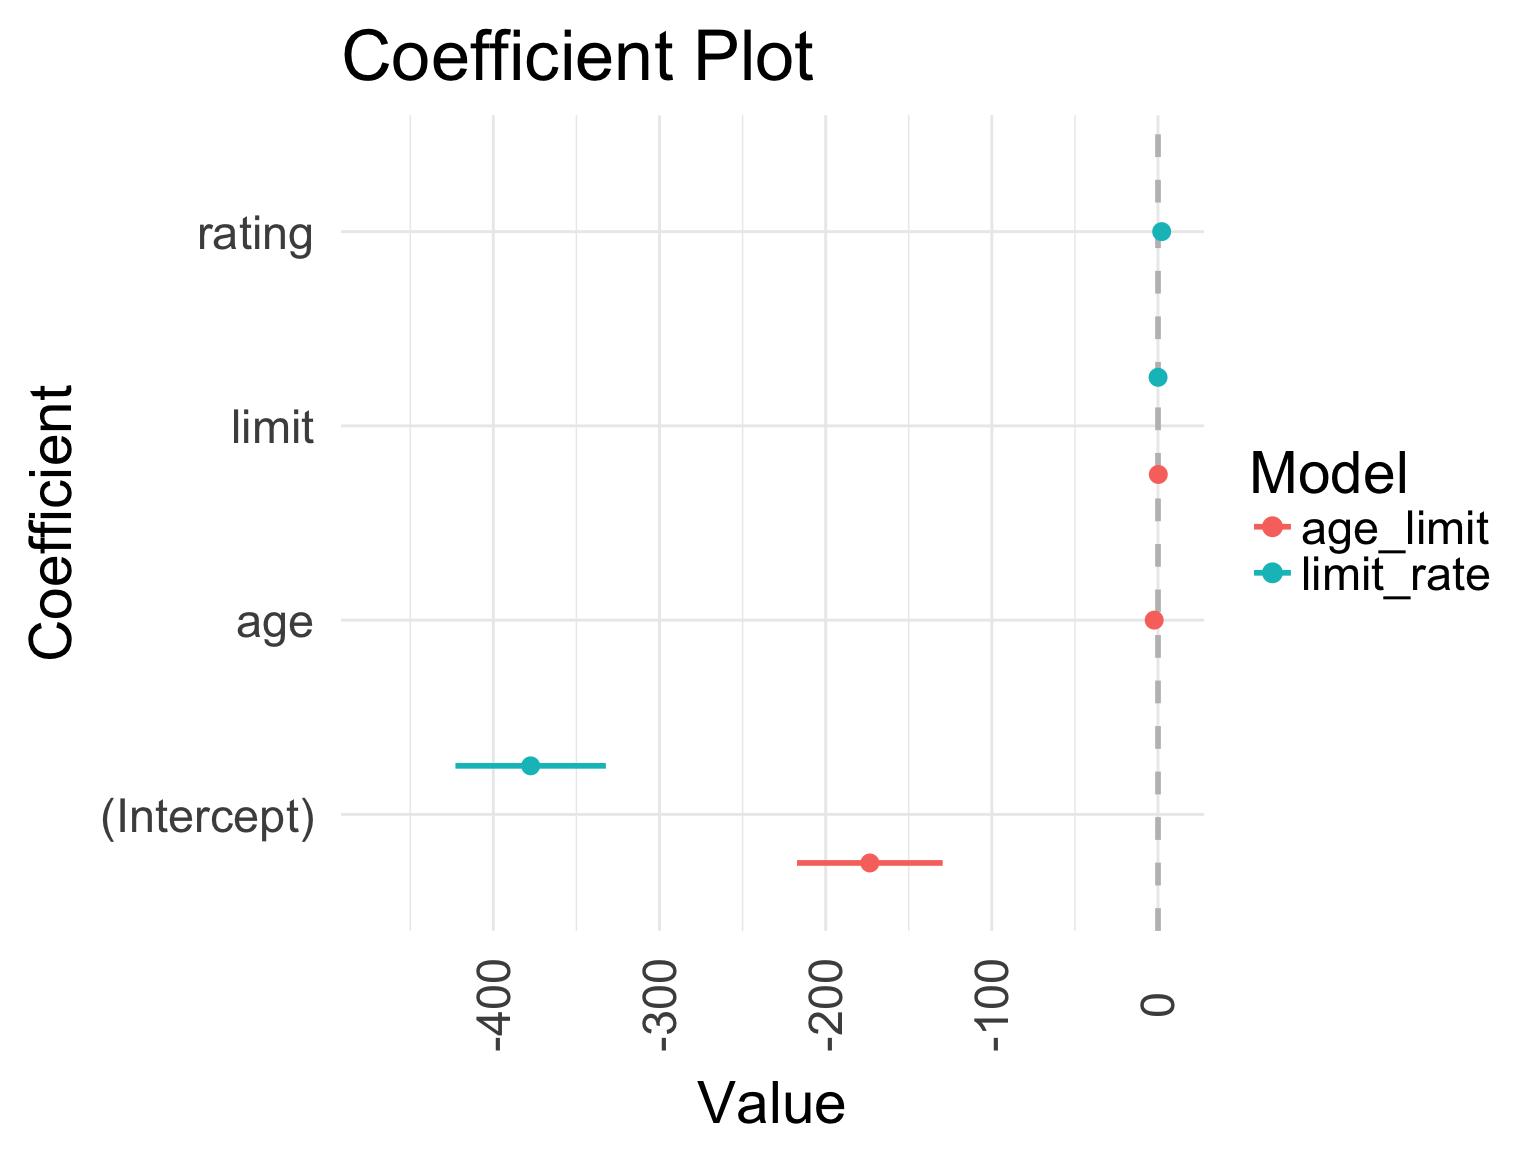 Coefficient Plot
Coefficient
rating
limit
age
(Intercept)
-400
-300
-200
-100
0
Value
Model
age_limit
limit_rate